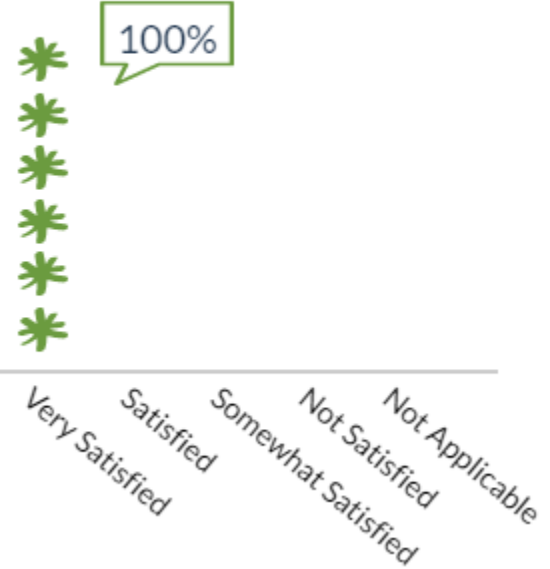 100%
Very Satisfied
Satisfied
Somewhat Satisfied
Not Satisfied
Not Applicable